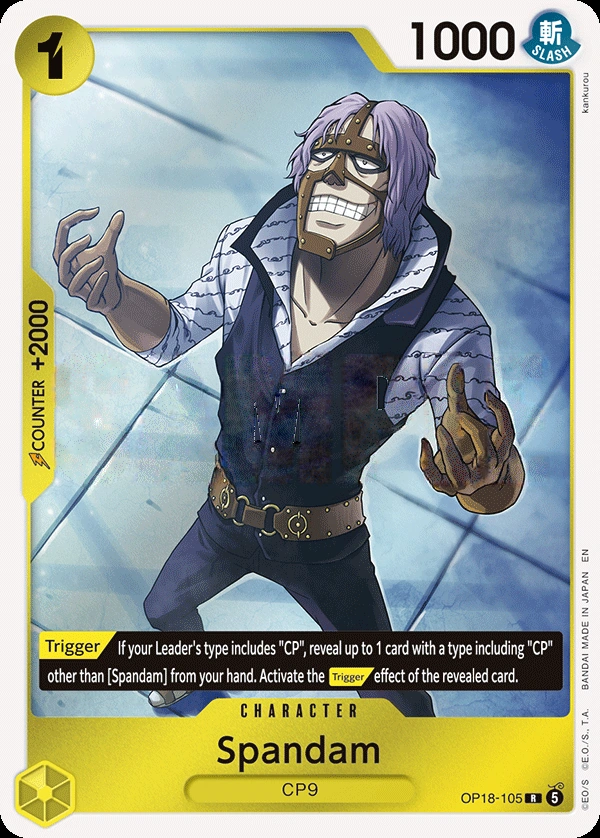 1
1000
斬
SLASH
kankurou
COUNTER +2000
Trigger If your Leader's type includes "CP", reveal up to 1 card with a type including "CP"
other than [Spandam] from your hand. Activate the Trigger effect of the revealed card.
CHARACTER
Spandam
CP9
OP18-105 R 5
©EO/S ©E.O./S., T.A. BANDAI MADE IN JAPAN EN